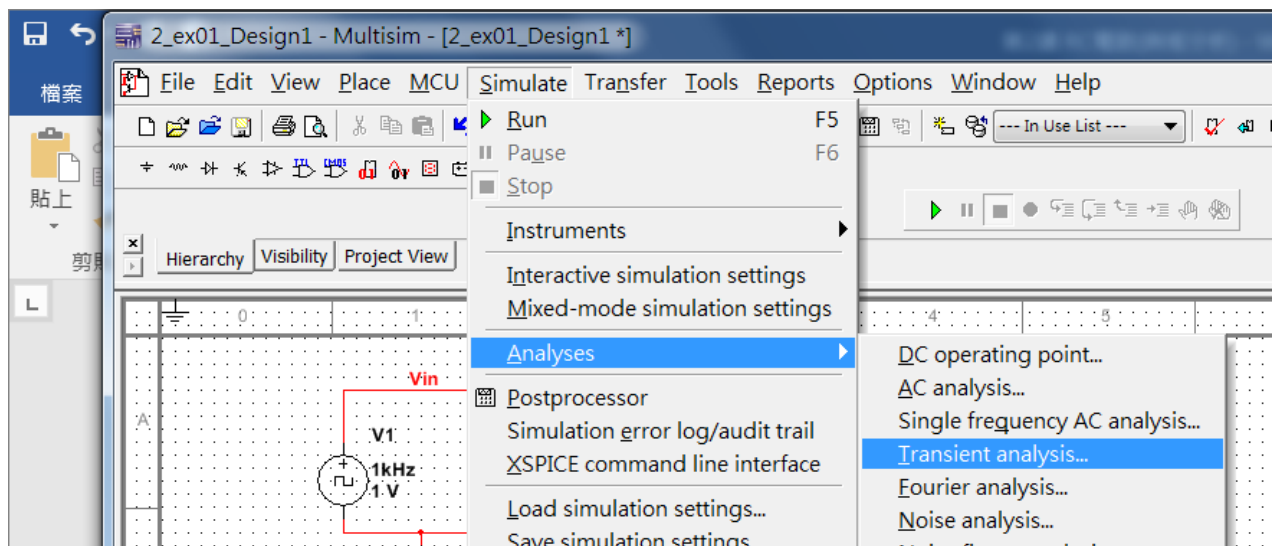 2_ex01_Design1 - Multisim - [2_ex01_Design1 *]
檔案
File Edit View Place MCU Simulate Transfer Tools Reports Options Window Help
Run F5
--- In Use List ---
Pause F6
TTL CMOS
貼上
Stop
Instruments
Hierarchy Visibility Project View
Interactive simulation settings
Mixed-mode simulation settings
0 1 4 5
Analyses
DC operating point...
Vin
AC analysis...
Postprocessor
A
Single frequency AC analysis...
V1
Simulation error log/audit trail
Transient analysis...
1kHz
XSPICE command line interface
1 V
Fourier analysis...
Load simulation settings...
Noise analysis...
Save simulation settings